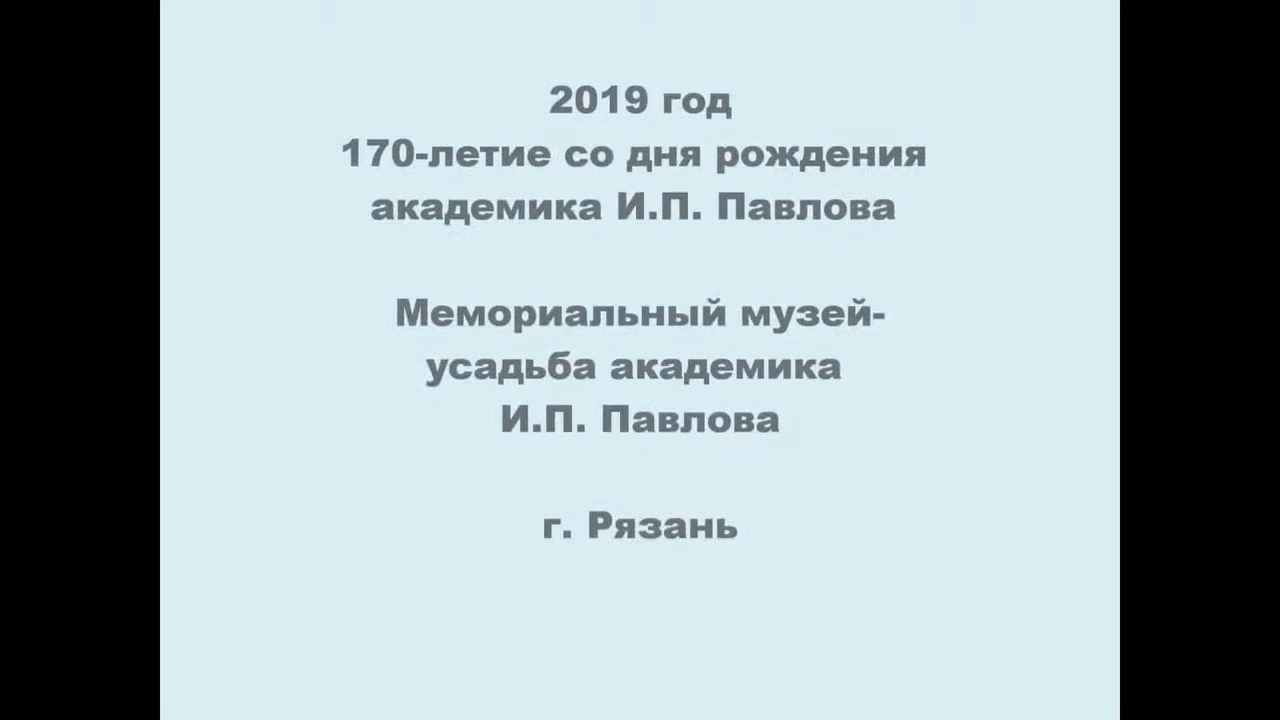 2019 год
170-летие со дня рождения
академика И.П. Павлова
Мемориальный музей-
усадьба академика
И.П. Павлова
г. Рязань